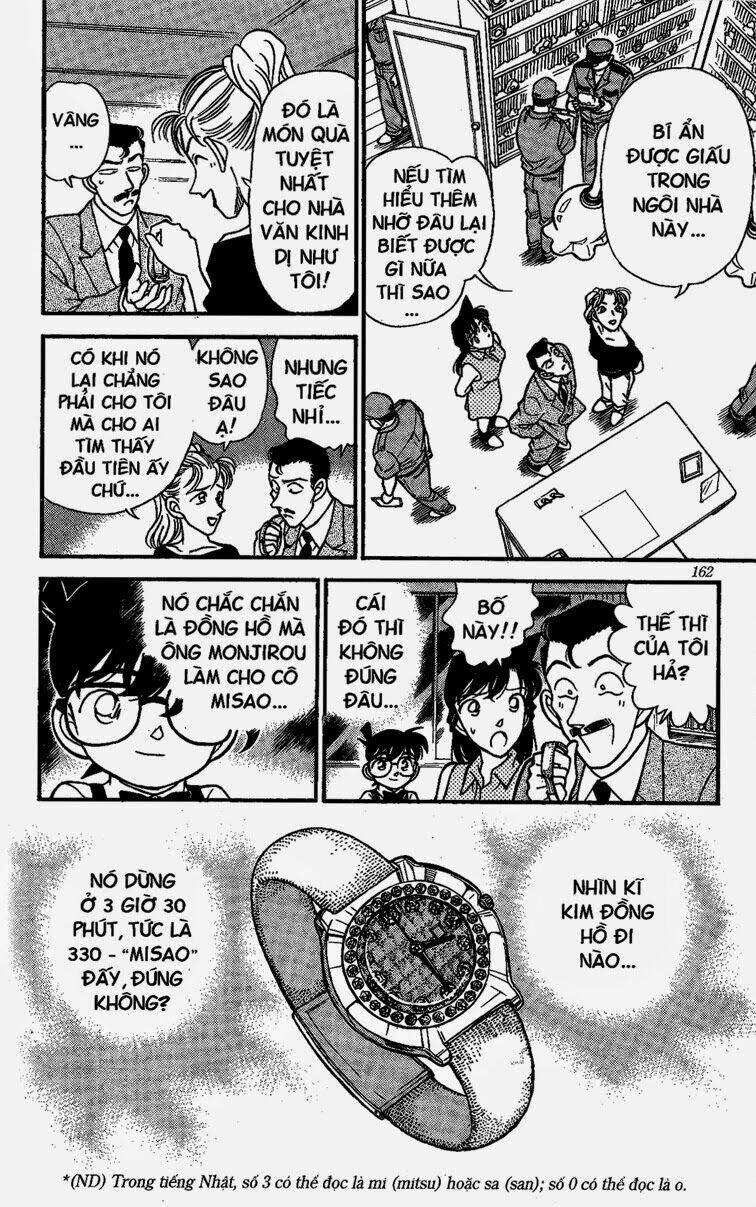 BÍ ẨN
ĐƯỢC GIẤU
TRONG
NGÔI NHÀ
NÀY...
NẾU TÌM
HIỂU THÊM
NHỠ ĐÂU LẠI
BIẾT ĐƯỢC
GÌ NỮA
THÌ SAO
...
ĐÓ LÀ
MÓN QUÀ
TUYỆT
NHẤT
CHO NHÀ
VĂN KINH
DỊ NHƯ
TÔI!
VÂNG
...
NHƯNG
TIẾC
NHỈ...
KHÔNG
SAO
ĐÂU
Ạ!
CÓ KHI NÓ
LẠI CHẲNG
PHẢI CHO TÔI
MÀ CHO AI
TÌM THẤY
ĐẦU TIÊN ẤY
CHỨ...
162
THẾ THÌ
CỦA TÔI
HẢ?
BỐ
NÀY!!
CÁI
ĐÓ THÌ
KHÔNG
ĐÚNG
ĐÂU...
NÓ CHẮC CHẮN
LÀ ĐỒNG HỒ MÀ
ÔNG MONJIROU
LÀM CHO CÔ
MISAO...
NHÌN KĨ
KIM ĐỒNG
HỒ ĐI
NÀO...
NÓ DỪNG
Ở 3 GIỜ 30
PHÚT, TỨC LÀ
330 - “MISAO”
ĐẤY, ĐÚNG
KHÔNG?
*(ND) Trong tiếng Nhật, số 3 có thể đọc là mi (mitsu) hoặc sa (san); số 0 có thể đọc là o.